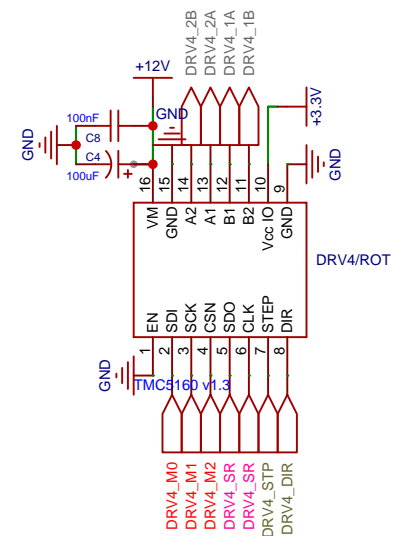 DRV4_2B
DRV4_2A
DRV4_1A
DRV4_1B
+12V
+3.3V
100nF
GND
C8
GND
C4
100uF
+
GND
16
15
14
13
12
11
10
9
VM
GND
A2
A1
B1
B2
Vcc IO
GND
DRV4/ROT
EN
SDI
SCK
CSN
SDO
CLK
STEP
DIR
1
2
3
4
5
6
7
8
GND
TMC5160 v1.3
DRV4_M0
DRV4_M1
DRV4_M2
DRV4_SR
DRV4_SR
DRV4_STP
DRV4_DIR